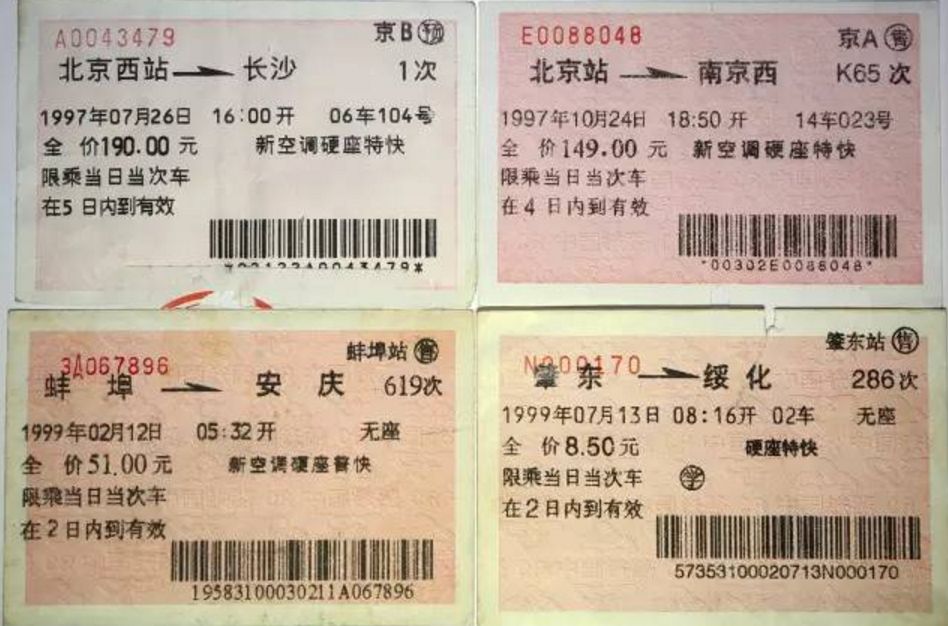 A0043479 京B 预
北京西站 长沙 1次
1997年07月26日 16:00开 06车104号
全 价190.00 元 新空调硬座特快
限乘当日当次车
在5 日内到有效
E0088048 京A 售
北京站 南京西 K65 次
1997年10月24日 18:50 开 14车023号
全 价149.00 元 新空调硬座特快
限乘当日当次车
在4 日内到有效
*00302E0088048*
蚌埠站 售
3A067896
蚌 埠 安 庆 619次
1999年02月12日 05:32开 无座
全 价51.00 元 新空调硬座普快
限乘当日当次车
在2日内到有效
19583100030211A067896
肇东站 售
N000170
肇 东 绥 化 286次
1999年07月13日 08:16开 02车 无座
全 价8.50元 硬座特快
限乘当日当次车 学
在2日内到有效
57353100020713N000170